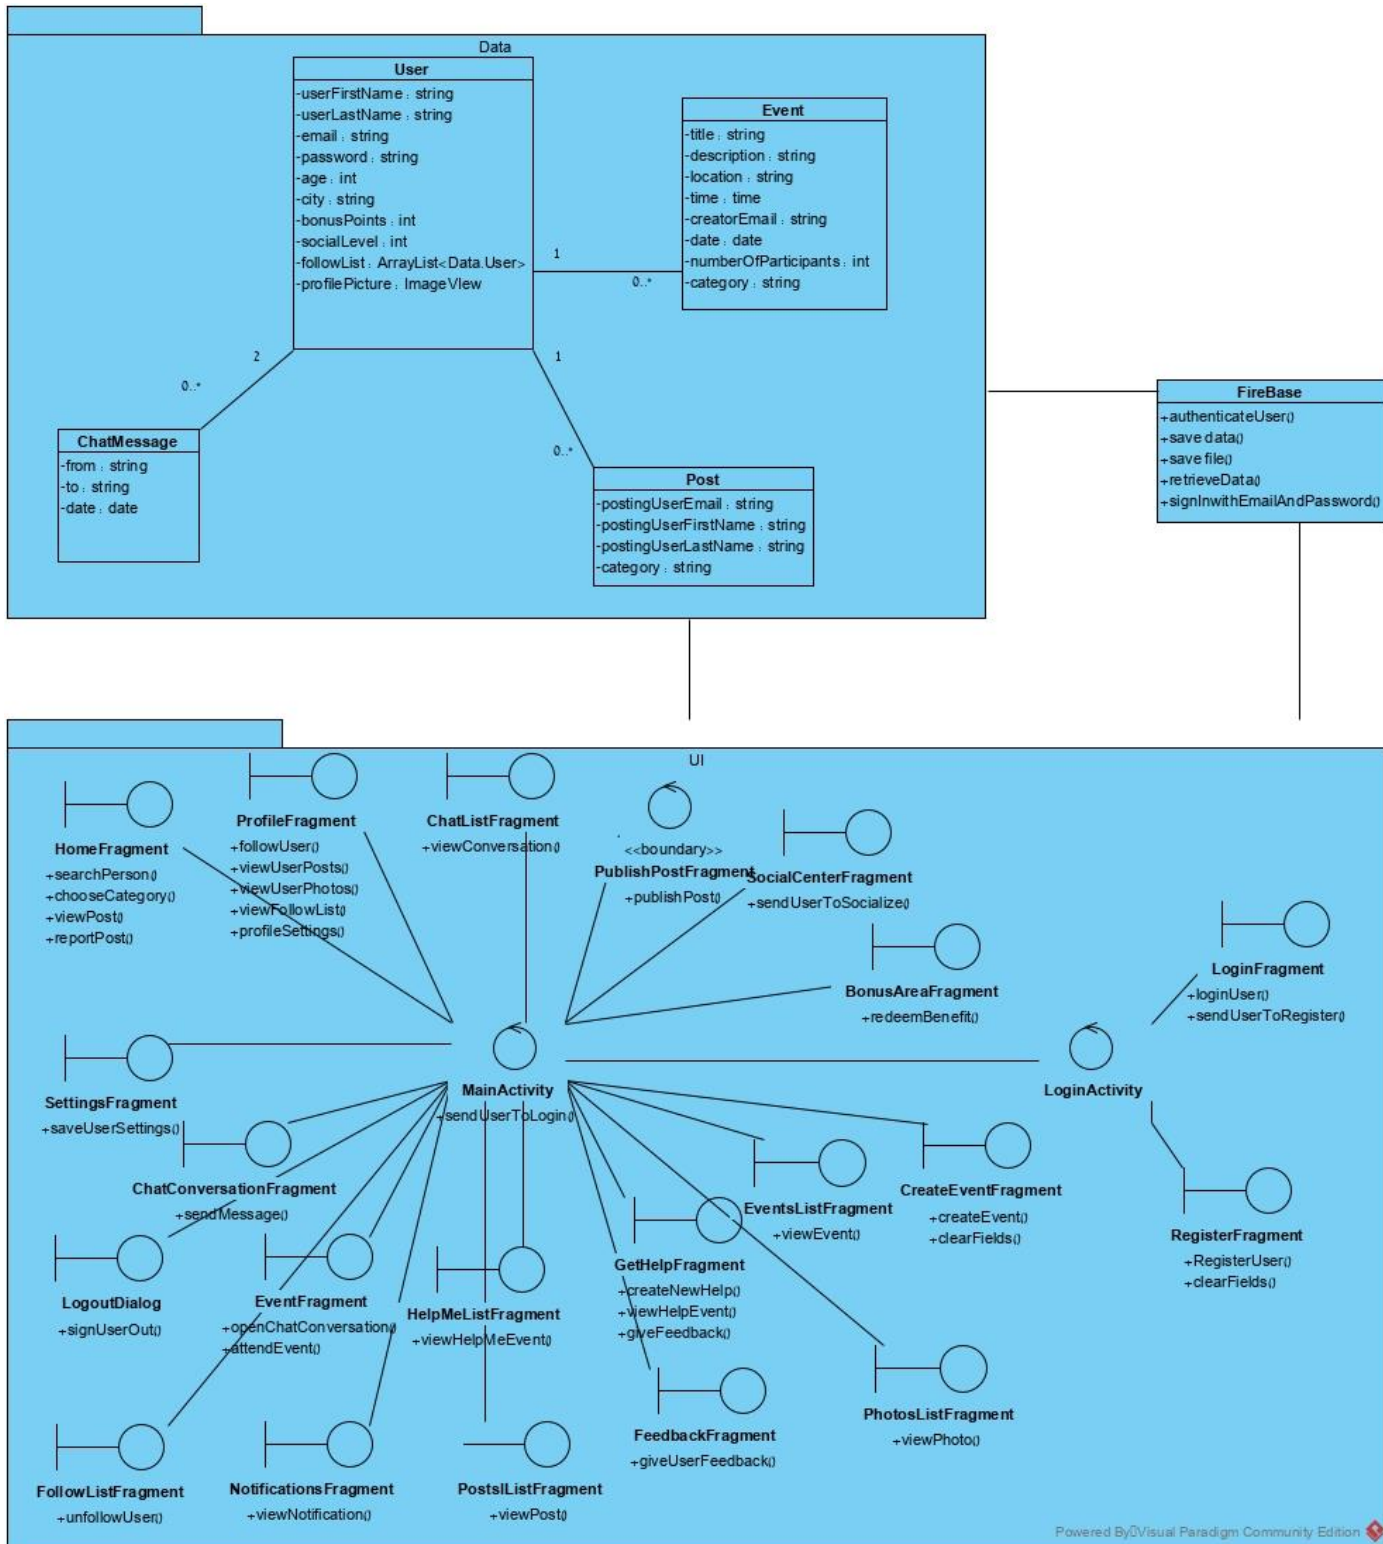 Data
User
-userFirstName : string
-userLastName : string
-email : string
-password : string
-age : int
-city : string
-bonusPoints : int
-socialLevel : int
-followList : ArrayList<Data.User>
-profilePicture : ImageVIew
Event
-title : string
-description : string
-location : string
-time : time
-creatorEmail : string
-date : date
-numberOfParticipants : int
-category : string
1
0..*
2
0..*
1
0..*
ChatMessage
-from : string
-to : string
-date : date
Post
-postingUserEmail : string
-postingUserFirstName : string
-postingUserLastName : string
-category : string
FireBase
+authenticateUser()
+save data()
+save file()
+retrieveData()
+signInwithEmailAndPassword()
UI
HomeFragment
+searchPerson()
+chooseCategory()
+viewPost()
+reportPost()
ProfileFragment
+followUser()
+viewUserPosts()
+viewUserPhotos()
+viewFollowList()
+profileSettings()
ChatListFragment
+viewConversation()
<<boundary>>
PublishPostFragment
+publishPost()
SocialCenterFragment
+sendUserToSocialize()
BonusAreaFragment
+redeemBenefit()
LoginFragment
+loginUser()
+sendUserToRegister()
SettingsFragment
+saveUserSettings()
MainActivity
+sendUserToLogin()
LoginActivity
ChatConversationFragment
+sendMessage()
EventsListFragment
+viewEvent()
CreateEventFragment
+createEvent()
+clearFields()
RegisterFragment
+RegisterUser()
+clearFields()
LogoutDialog
+signUserOut()
EventFragment
+openChatConversation()
+attendEvent()
HelpMeListFragment
+viewHelpMeEvent()
GetHelpFragment
+createNewHelp()
+viewHelpEvent()
+giveFeedback()
FeedbackFragment
+giveUserFeedback()
PhotosListFragment
+viewPhoto()
FollowListFragment
+unfollowUser()
NotificationsFragment
+viewNotification()
PostslListFragment
+viewPost()
Powered By Visual Paradigm Community Edition